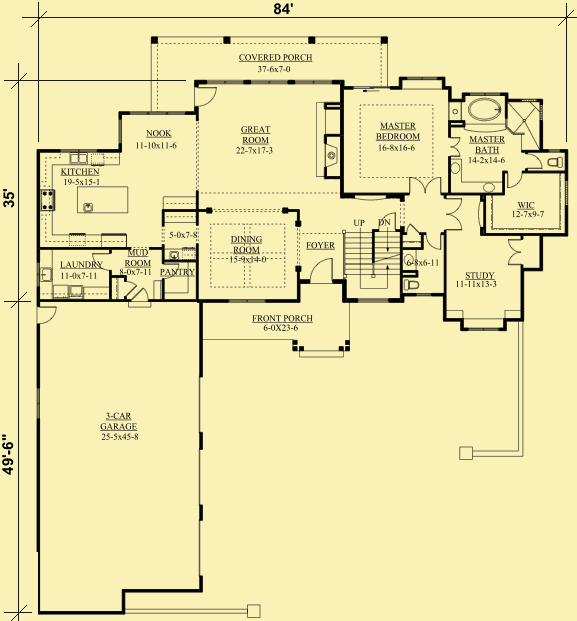 84'
COVERED PORCH
37-6x7-0
NOOK
11-10x11-6
GREAT
ROOM
22-7x17-3
MASTER
BEDROOM
16-8x16-6
MASTER
BATH
14-2x14-6
KITCHEN
19-5x15-1
35'
WIC
12-7x9-7
5-0x7-8
DINING
ROOM
15-9x14-0
FOYER
UP
DN
6-8x6-11
LAUNDRY
11-0x7-11
MUD
ROOM
8-0x7-11
PANTRY
STUDY
11-11x13-3
FRONT PORCH
6-0X23-6
3-CAR
GARAGE
25-5x45-8
49'-6"